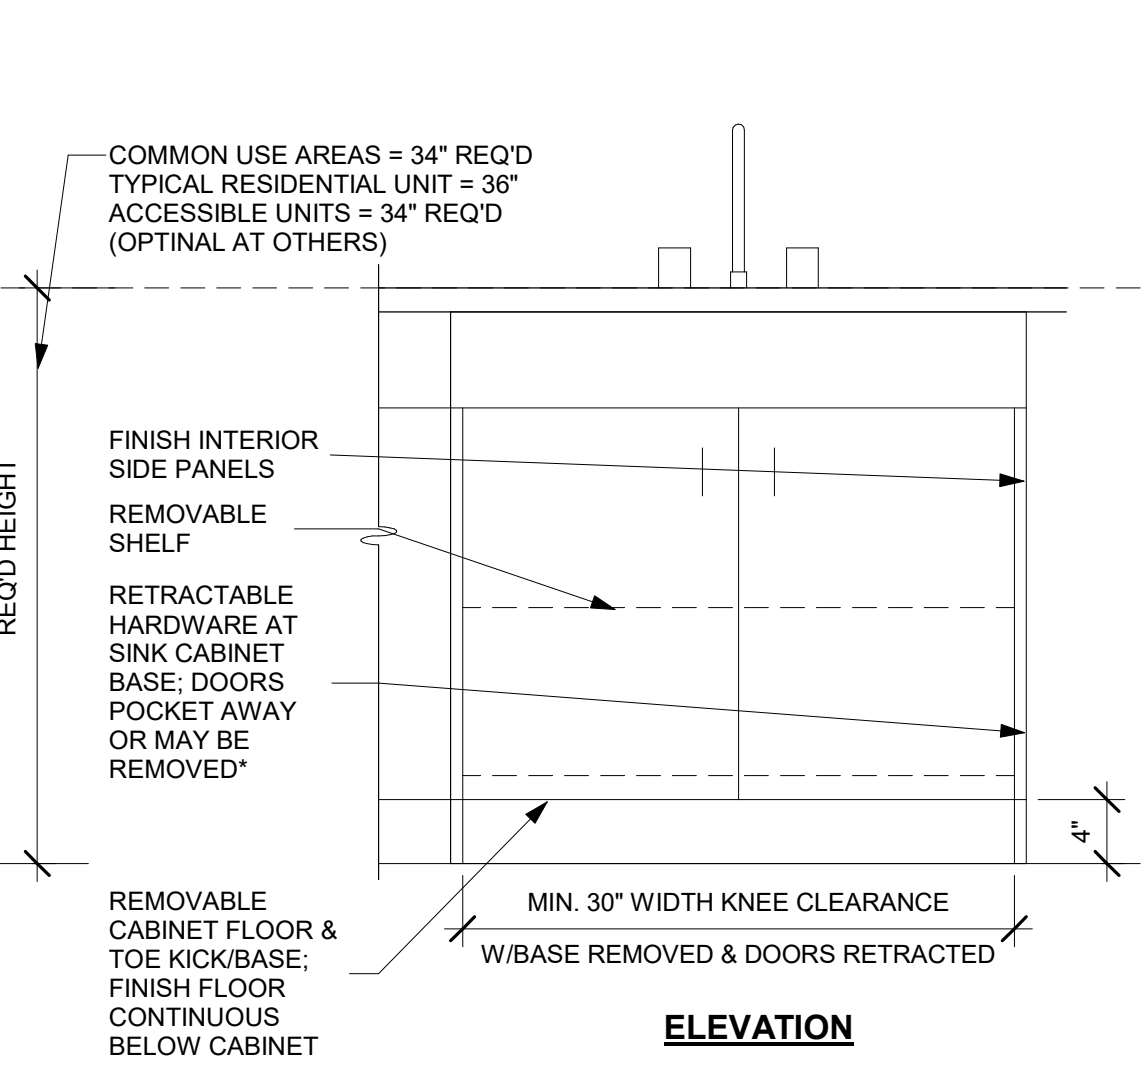 COMMON USE AREAS = 34" REQ'D
TYPICAL RESIDENTIAL UNIT = 36"
ACCESSIBLE UNITS = 34" REQ'D
(OPTINAL AT OTHERS)
REQ'D HEIGHT
FINISH INTERIOR
SIDE PANELS
REMOVABLE
SHELF
RETRACTABLE
HARDWARE AT
SINK CABINET
BASE; DOORS
POCKET AWAY
OR MAY BE
REMOVED*
4"
REMOVABLE
CABINET FLOOR &
TOE KICK/BASE;
FINISH FLOOR
CONTINUOUS
BELOW CABINET
MIN. 30" WIDTH KNEE CLEARANCE
W/BASE REMOVED & DOORS RETRACTED
ELEVATION